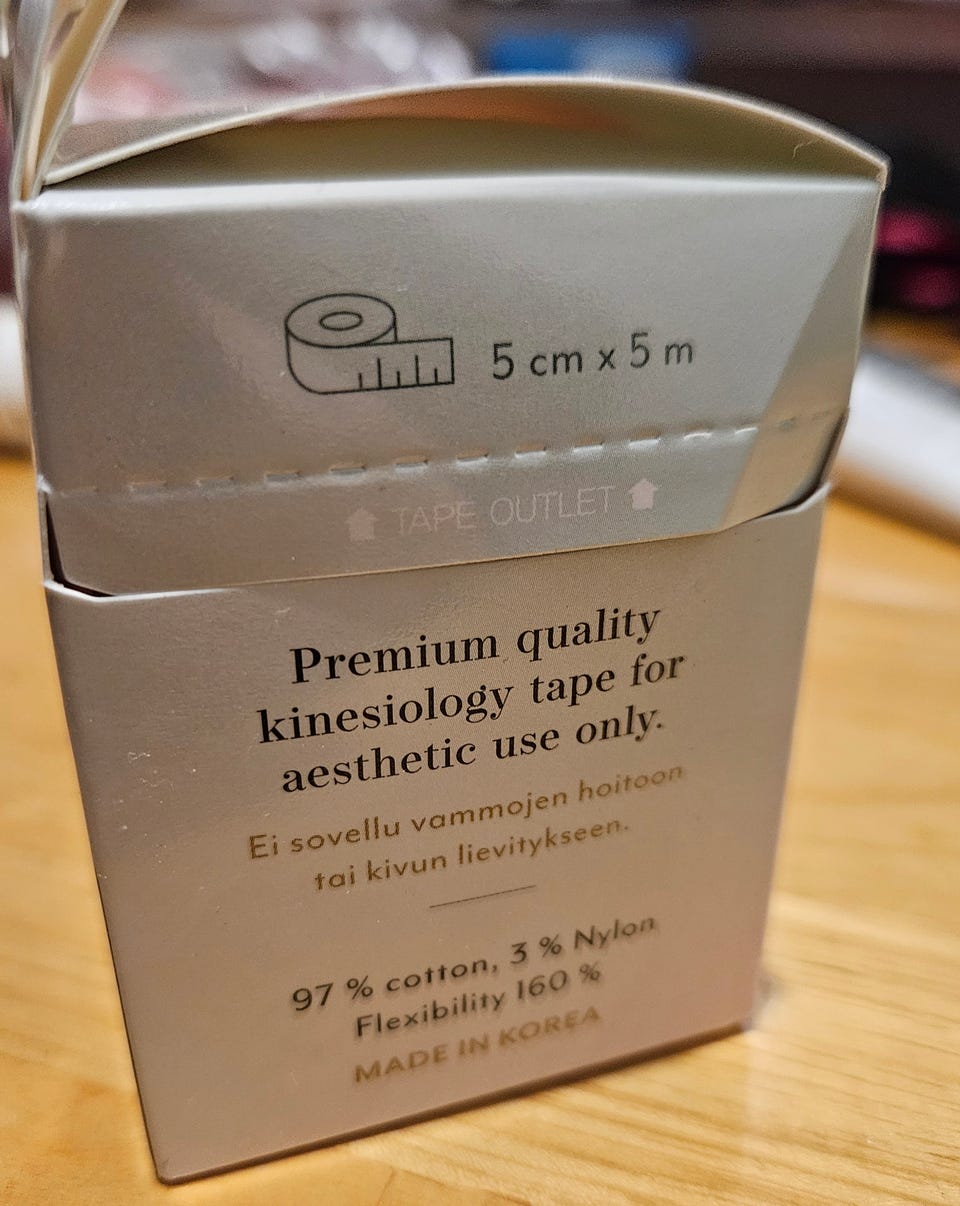 5 cm x 5 m
TAPE OUTLET
Premium quality
kinesiology tape for
aesthetic use only.
Ei sovellu vammojen hoitoon
tai kivun lievitykseen.
97 % cotton, 3 % Nylon
Flexibility 160 %
MADE IN KOREA